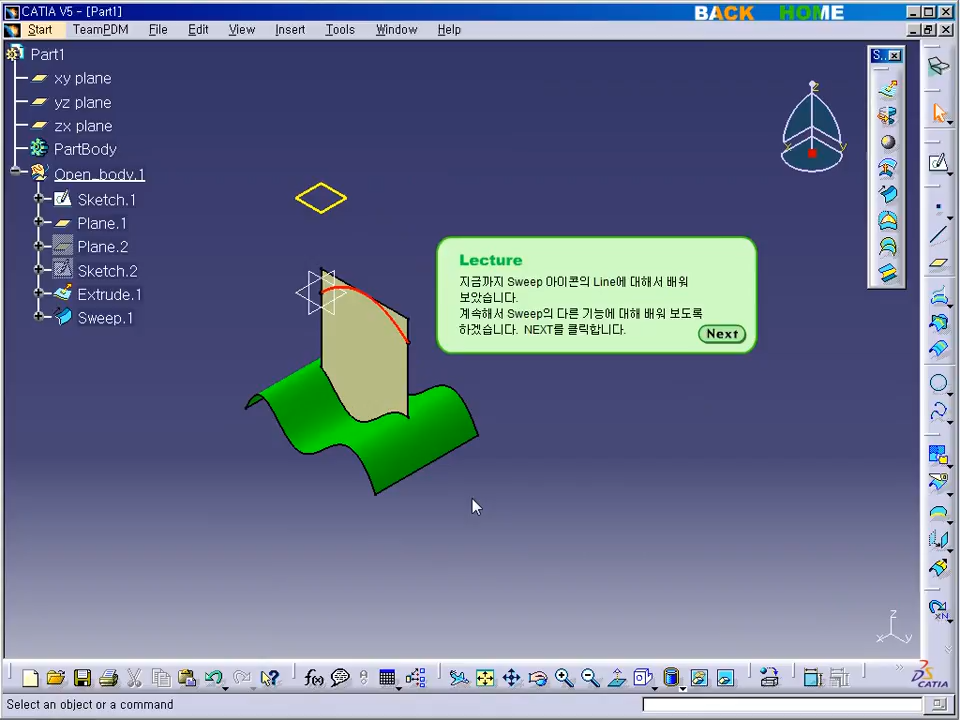 CATIA V5 - [Part1]
BACK HOME
Start TeamPDM File Edit View Insert Tools Window Help
Part1
xy plane
yz plane
zx plane
PartBody
Open_body.1
Sketch.1
Plane.1
Plane.2
Sketch.2
Extrude.1
Sweep.1
S..
z
Lecture
지금까지 Sweep 아이콘의 Line에 대해서 배워
보았습니다.
계속해서 Sweep의 다른 기능에 대해 배워 보도록
하겠습니다. NEXT를 클릭합니다.
Next
z
x y
f(x)
CATIA
Select an object or a command